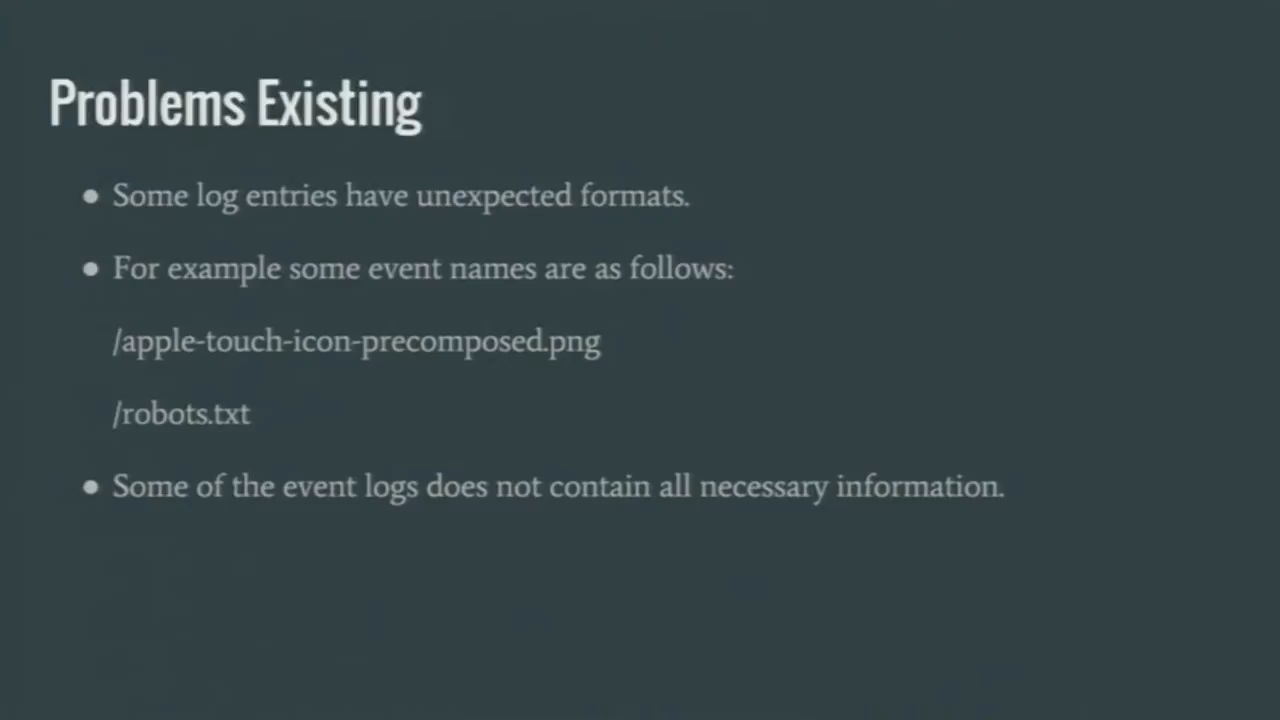 Problems Existing
● Some log entries have unexpected formats.
● For example some event names are as follows:
/apple-touch-icon-precomposed.png
/robots.txt
● Some of the event logs does not contain all necessary information.